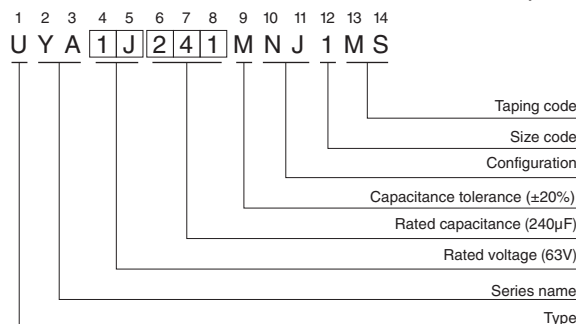 1 2 3 4 5 6 7 8 9 10 11 12 13 14
U Y A 1 J 2 4 1 M N J 1 M S
Taping code
Size code
Configuration
Capacitance tolerance (±20%)
Rated capacitance (240µF)
Rated voltage (63V)
Series name
Type